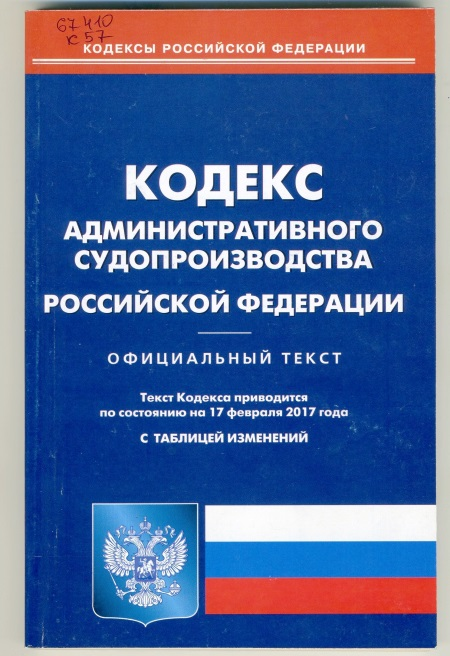 67.410
К 57
КОДЕКСЫ РОССИЙСКОЙ ФЕДЕРАЦИИ
КОДЕКС
АДМИНИСТРАТИВНОГО
СУДОПРОИЗВОДСТВА
РОССИЙСКОЙ ФЕДЕРАЦИИ
ОФИЦИАЛЬНЫЙ ТЕКСТ
Текст Кодекса приводится
по состоянию на 17 февраля 2017 года
С ТАБЛИЦЕЙ ИЗМЕНЕНИЙ